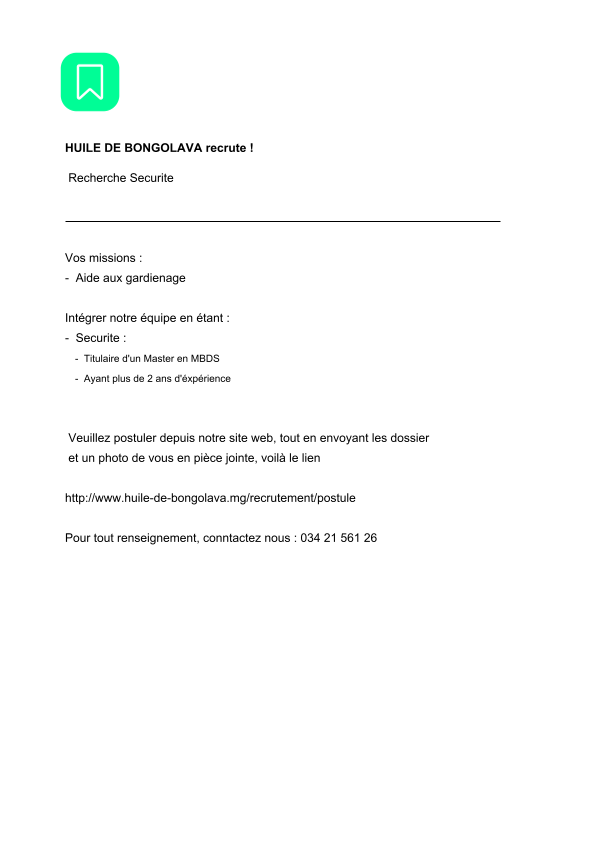 HUILE DE BONGOLAVA recrute !
Recherche Securite
Vos missions :
- Aide aux gardienage
Intégrer notre équipe en étant :
- Securite :
- Titulaire d'un Master en MBDS
- Ayant plus de 2 ans d'éxpérience
Veuillez postuler depuis notre site web, tout en envoyant les dossier
et un photo de vous en pièce jointe, voilà le lien
http://www.huile-de-bongolava.mg/recrutement/postule
Pour tout renseignement, conntactez nous : 034 21 561 26